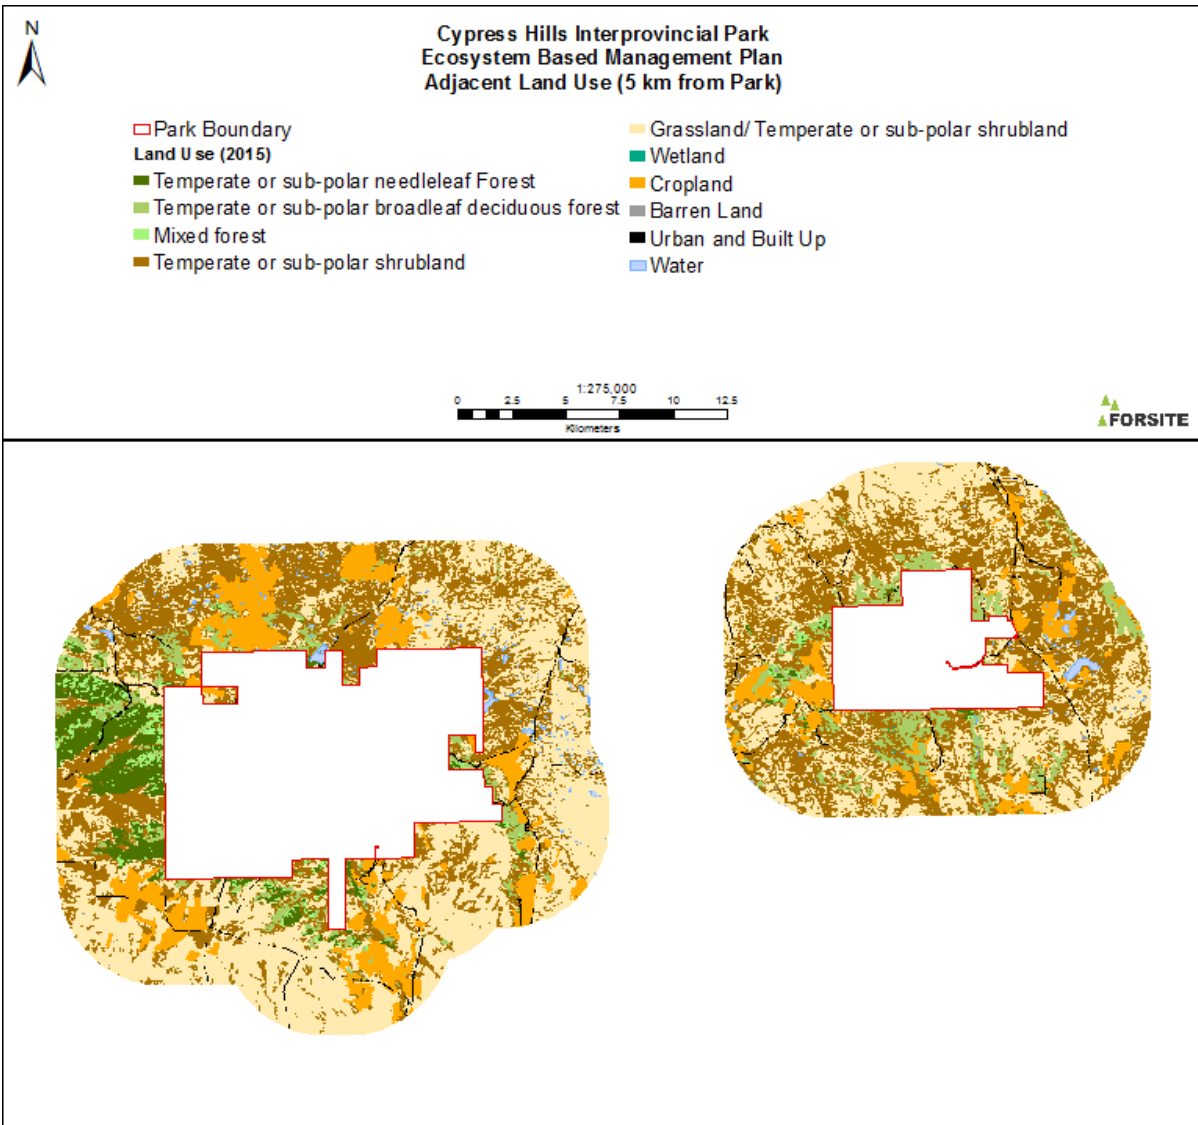 N
Cypress Hills Interprovincial Park
Ecosystem Based Management Plan
Adjacent Land Use (5 km from Park)
Park Boundary
Land Use (2015)
Temperate or sub-polar needleleaf Forest
Temperate or sub-polar broadleaf deciduous forest
Mixed forest
Temperate or sub-polar shrubland
Grassland/ Temperate or sub-polar shrubland
Wetland
Cropland
Barren Land
Urban and Built Up
Water
1:275,000
0 2.5 5 7.5 10 12.5
Kilometers
FORSITE